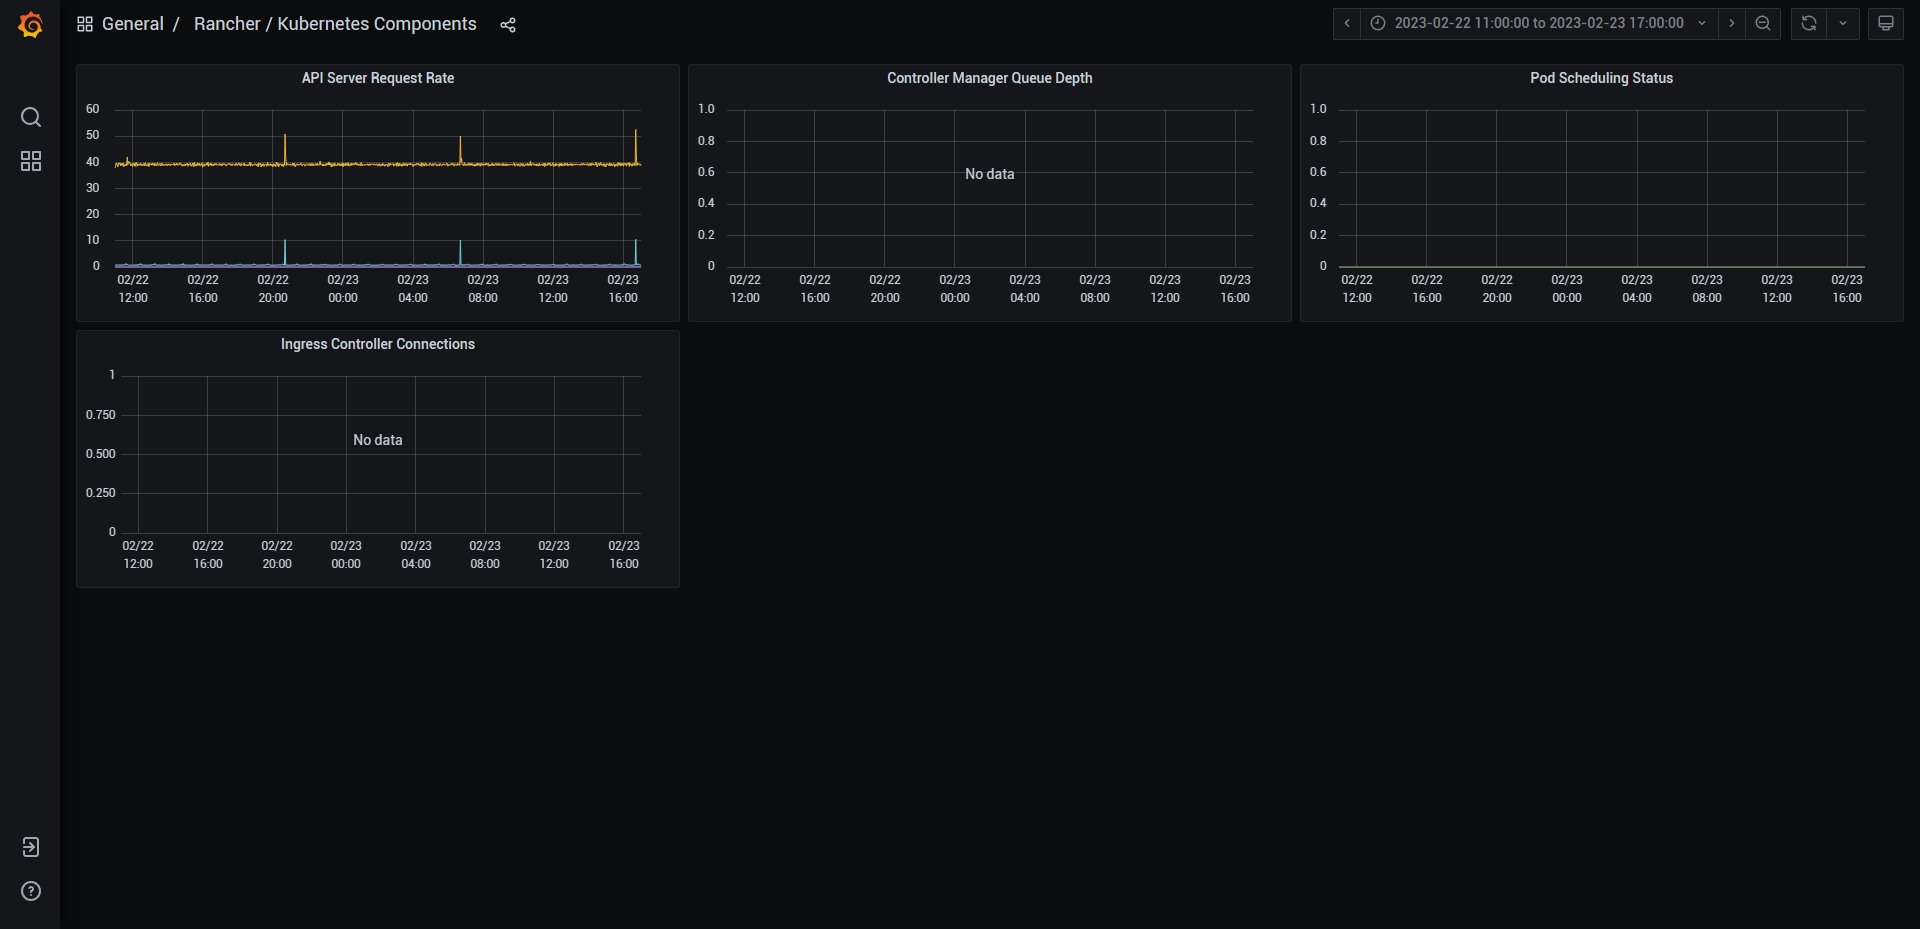 General / Rancher / Kubernetes Components
2023-02-22 11:00:00 to 2023-02-23 17:00:00
API Server Request Rate
60
50
40
30
20
10
0
02/22 02/22 02/22 02/23 02/23 02/23 02/23 02/23
12:00 16:00 20:00 00:00 04:00 08:00 12:00 16:00
Controller Manager Queue Depth
1.0
0.8
0.6
No data
0.4
0.2
0
02/22 02/22 02/22 02/23 02/23 02/23 02/23 02/23
12:00 16:00 20:00 00:00 04:00 08:00 12:00 16:00
Pod Scheduling Status
1.0
0.8
0.6
0.4
0.2
0
02/22 02/22 02/22 02/23 02/23 02/23 02/23 02/23
12:00 16:00 20:00 00:00 04:00 08:00 12:00 16:00
Ingress Controller Connections
1
0.750
No data
0.500
0.250
0
02/22 02/22 02/22 02/23 02/23 02/23 02/23 02/23
12:00 16:00 20:00 00:00 04:00 08:00 12:00 16:00